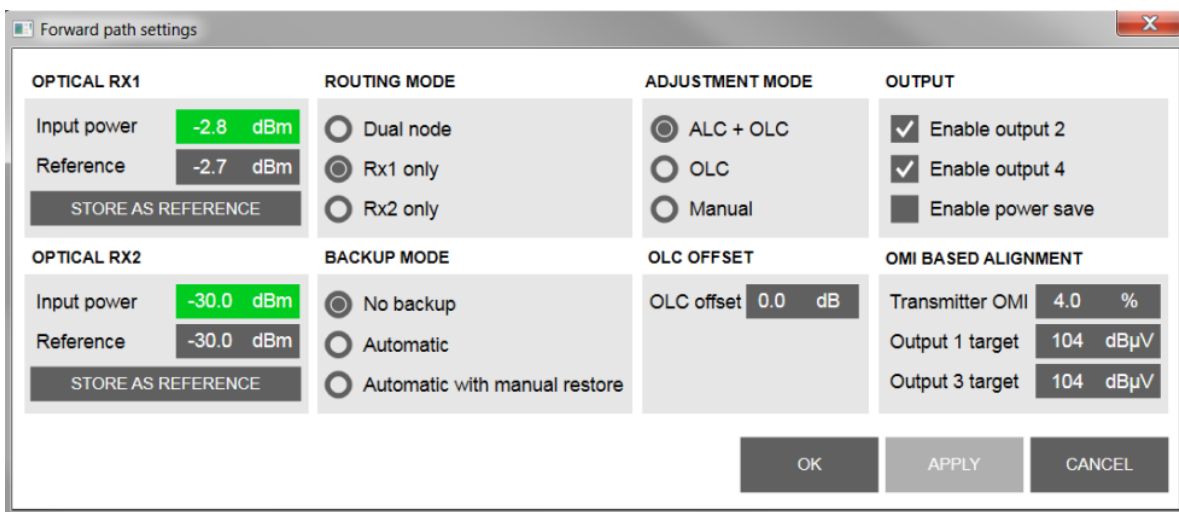 Forward path settings
OPTICAL RX1
Input power -2.8 dBm
Reference -2.7 dBm
STORE AS REFERENCE
ROUTING MODE
Dual node
Rx1 only
Rx2 only
ADJUSTMENT MODE
ALC + OLC
OLC
Manual
OUTPUT
Enable output 2
Enable output 4
Enable power save
OPTICAL RX2
Input power -30.0 dBm
Reference -30.0 dBm
STORE AS REFERENCE
BACKUP MODE
No backup
Automatic
Automatic with manual restore
OLC OFFSET
OLC offset 0.0 dB
OMI BASED ALIGNMENT
Transmitter OMI 4.0 %
Output 1 target 104 dBµV
Output 3 target 104 dBµV
OK
APPLY
CANCEL